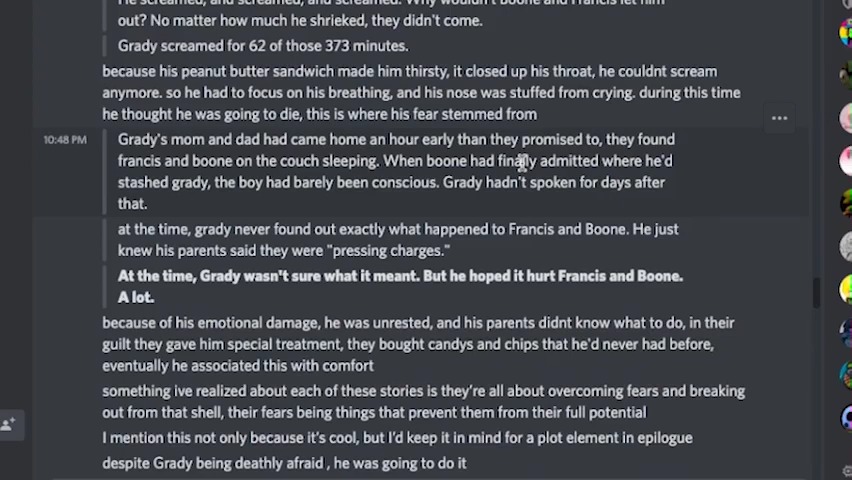 He screamed, and screamed, and screamed. Why wouldn't Boone and Francis let him
out? No matter how much he shrieked, they didn't come.
Grady screamed for 62 of those 373 minutes.
because his peanut butter sandwich made him thirsty, it closed up his throat, he couldnt scream
anymore. so he had to focus on his breathing, and his nose was stuffed from crying. during this time
he thought he was going to die, this is where his fear stemmed from
10:48 PM
Grady's mom and dad had came home an hour early than they promised to, they found
francis and boone on the couch sleeping. When boone had finally admitted where he'd
stashed grady, the boy had barely been conscious. Grady hadn't spoken for days after
that.
at the time, grady never found out exactly what happened to Francis and Boone. He just
knew his parents said they were "pressing charges."
At the time, Grady wasn't sure what it meant. But he hoped it hurt Francis and Boone.
A lot.
because of his emotional damage, he was unrested, and his parents didnt know what to do, in their
guilt they gave him special treatment, they bought candys and chips that he'd never had before,
eventually he associated this with comfort
something ive realized about each of these stories is they're all about overcoming fears and breaking
out from that shell, their fears being things that prevent them from their full potential
I mention this not only because it's cool, but I'd keep it in mind for a plot element in epilogue
despite Grady being deathly afraid , he was going to do it